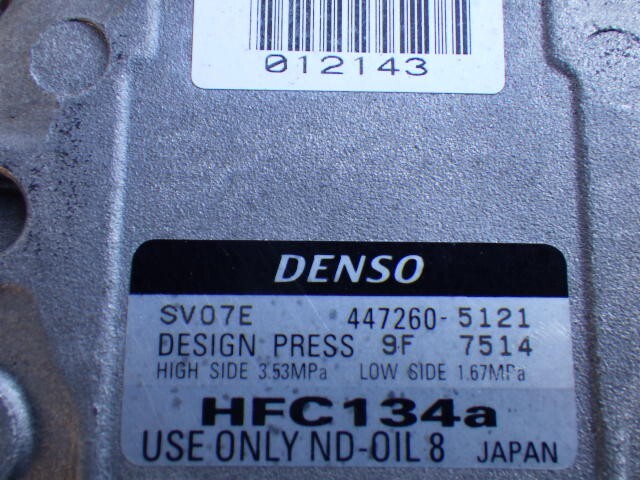 012143
DENSO
SV07E 447260-5121
DESIGN PRESS 9F 7514
HIGH SIDE 3.53MPa LOW SIDE 1.67MPa
HFC134a
USE ONLY ND-OIL 8 JAPAN